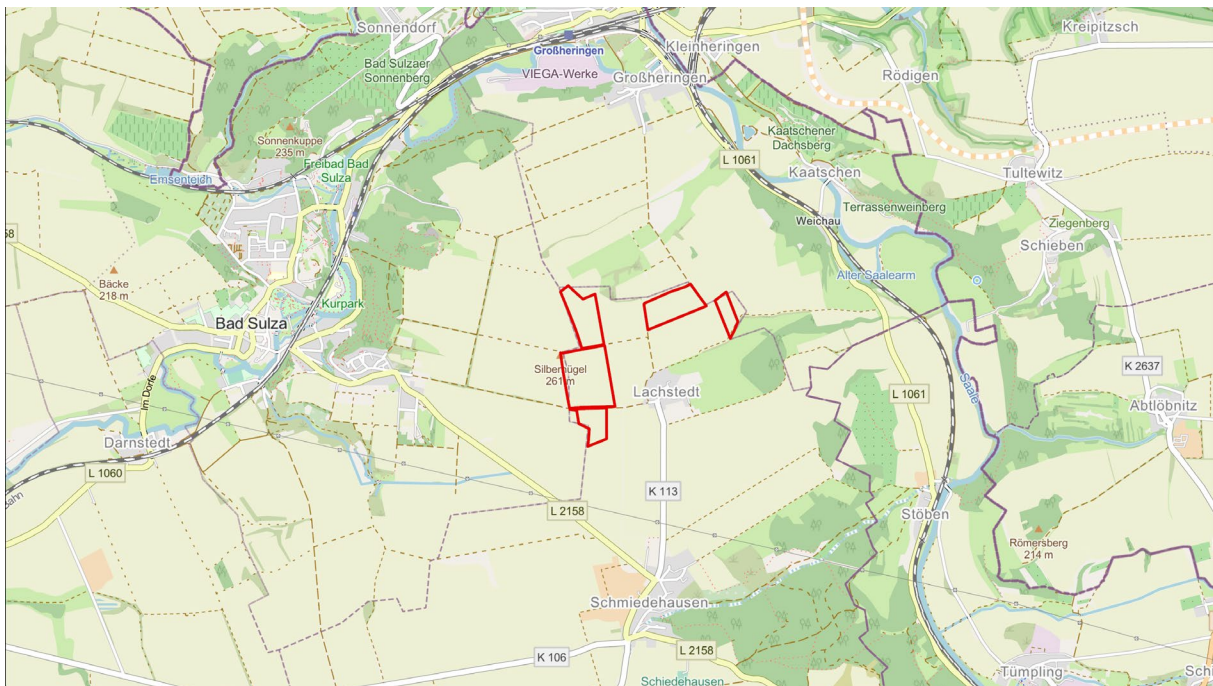 Sonnendorf
Kreipitzsch
Bad Sulzaer
Sonnenberg
Großheringen
Kleinheringen
VIEGA-Werke
Großheringen
Rödigen
Sonnenkuppe
235 m
Kaatschener
Dachsberg
Freibad Bad
Sulza
L 1061
Emsenteich
Kaatschen
Tultewitz
Terrassenweinberg
Weichau
Ziegenberg
58
Schieben
Bäcke
218 m
Alter Saalearm
Kurpark
Bad Sulza
Silberhügel
261 m
Lachstedt
K 2637
Im Dorfe
L 1061
Saale
Abtlöbnitz
Darnstedt
L 1060
K 113
L 2158
Stöben
Römersberg
214 m
Schmiedehausen
K 106
L 2158
Tümpling
Schiedehausen